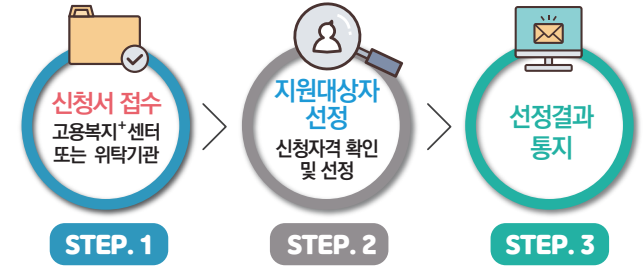 신청서 접수
고용복지+센터
또는 위탁기관
STEP. 1
지원대상자
선정
신청자격 확인
및 선정
STEP. 2
선정결과
통지
STEP. 3